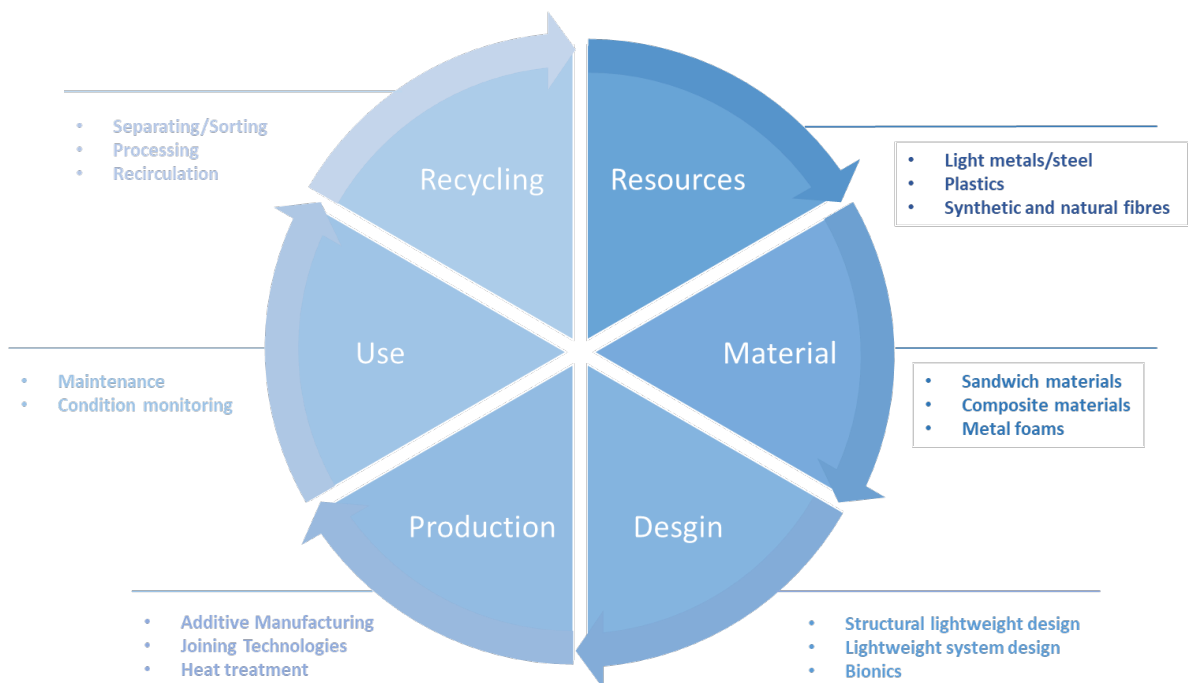 Recycling
Resources
Material
Desgin
Production
Use
• Separating/Sorting
• Processing
• Recirculation
• Light metals/steel
• Plastics
• Synthetic and natural fibres
• Maintenance
• Condition monitoring
• Sandwich materials
• Composite materials
• Metal foams
• Additive Manufacturing
• Joining Technologies
• Heat treatment
• Structural lightweight design
• Lightweight system design
• Bionics